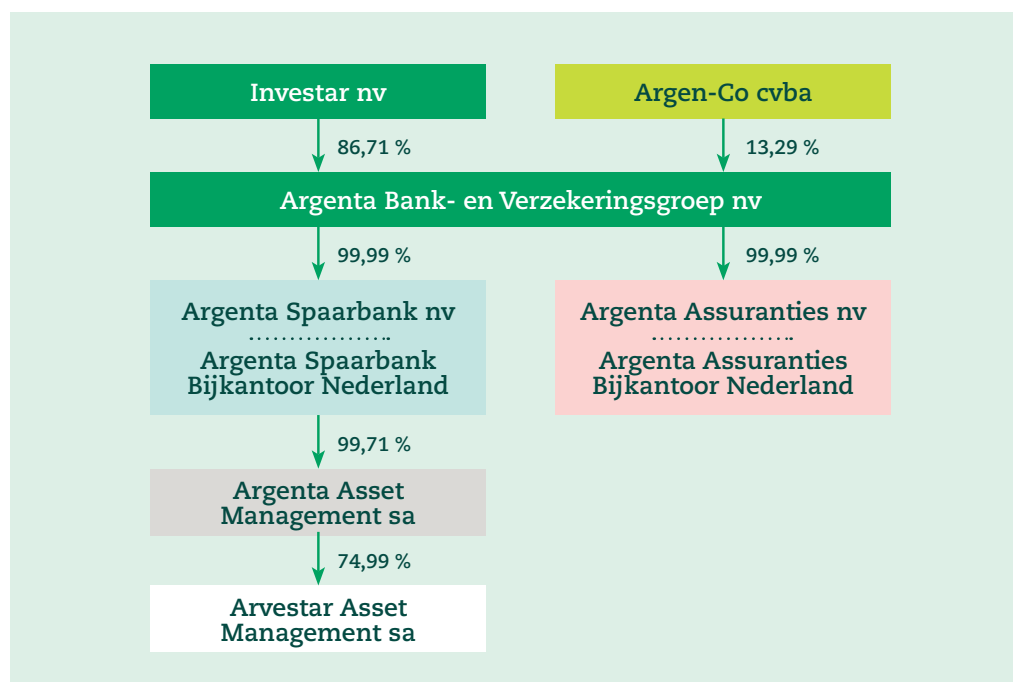 Investar nv
Argen-Co cvba
86,71 %
13,29 %
Argenta Bank- en Verzekeringsgroep nv
99,99 %
99,99 %
Argenta Spaarbank nv
Argenta Spaarbank
Bijkantoor Nederland
Argenta Assuranties nv
Argenta Assuranties
Bijkantoor Nederland
99,71 %
Argenta Asset
Management sa
74,99 %
Arvestar Asset
Management sa